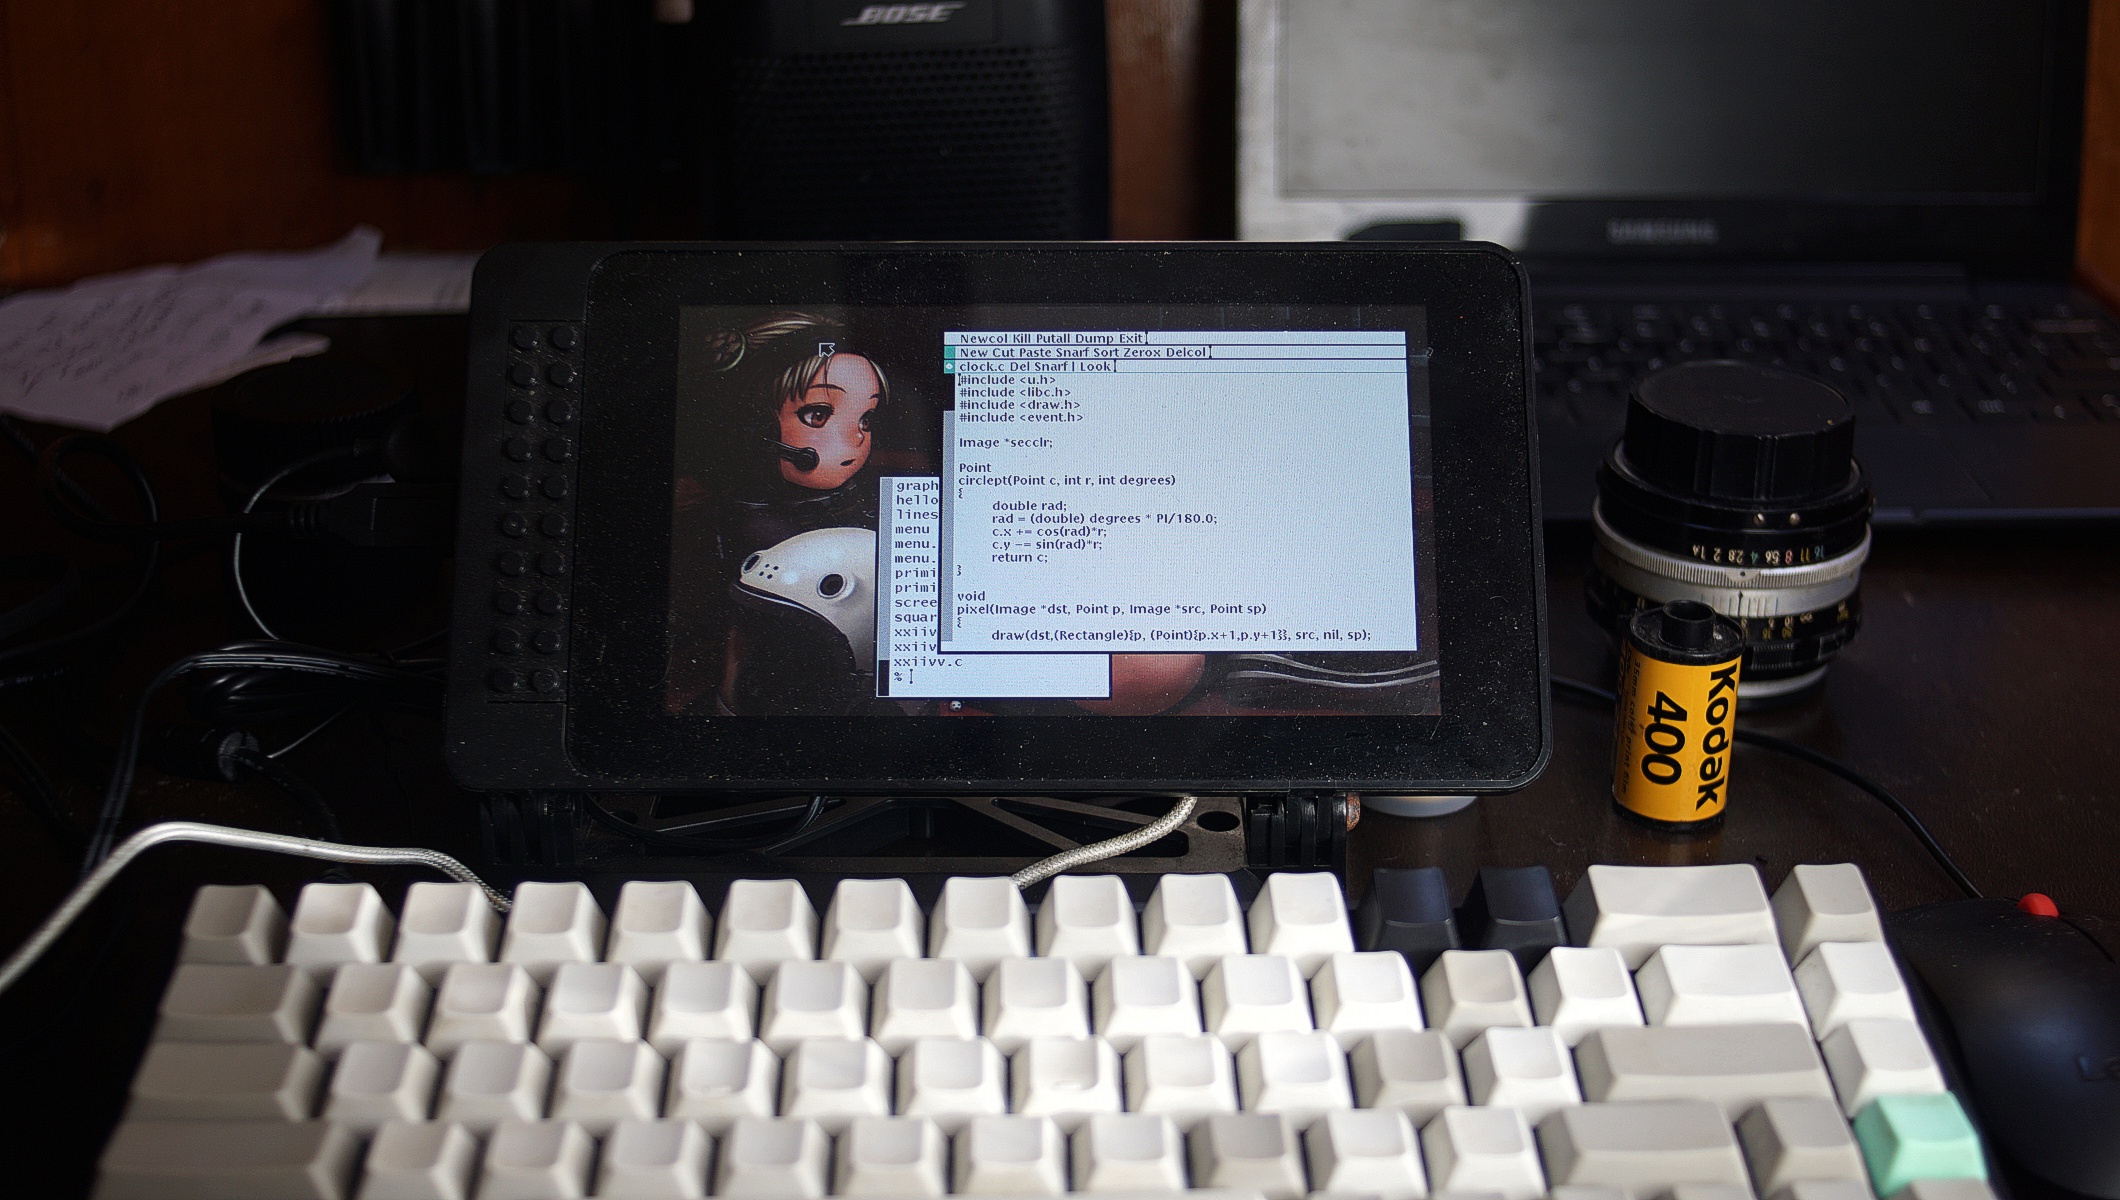 BOSE
SAMSUNG
Newcol Kill Putall Dump Exit
New Cut Paste Snarf Sort Zerox Delcol
clock.c Del Snarf | Look
#include <u.h>
#include <libc.h>
#include <draw.h>
#include <event.h>
Image *secclr;
Point
circlept(Point c, int r, int degrees)
{
double rad;
rad = (double) degrees * PI/180.0;
c.x += cos(rad)*r;
c.y -= sin(rad)*r;
return c;
}
void
pixel(Image *dst, Point p, Image *src, Point sp)
{
draw(dst,(Rectangle){p, (Point){p.x+1,p.y+1}}, src, nil, sp);
graph
hello
lines
menu
menu.
menu.
primi
primi
scree
squar
xxiiv
xxiiv
xxiivv.c
%
16 11 8 5.6 4 2.8 2 1.4
Kodak
400